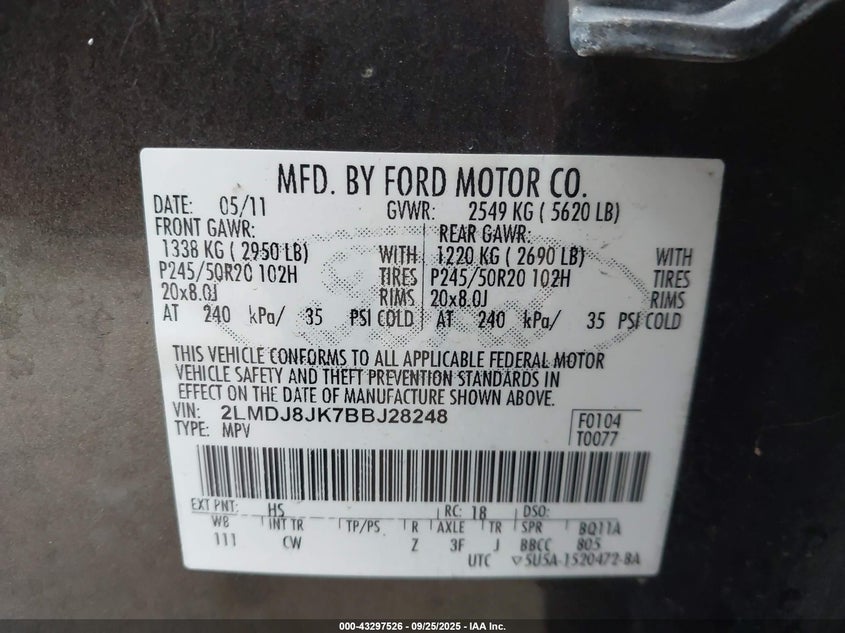 MFD. BY FORD MOTOR CO.
DATE: 05/11 GVWR: 2549 KG ( 5620 LB)
FRONT GAWR: REAR GAWR:
1338 KG ( 2950 LB) WITH 1220 KG ( 2690 LB) WITH
P245/50R20 102H TIRES P245/50R20 102H TIRES
20x8.0J RIMS 20x8.0J RIMS
AT 240 kPa/ 35 PSI COLD AT 240 kPa/ 35 PSI COLD
THIS VEHICLE CONFORMS TO ALL APPLICABLE FEDERAL MOTOR
VEHICLE SAFETY AND THEFT PREVENTION STANDARDS IN
EFFECT ON THE DATE OF MANUFACTURE SHOWN ABOVE.
VIN: 2LMDJ8JK7BBJ28248 F0104
TYPE: MPV T0077
EXT PNT: HS RC: 18 DSO:
WB INT TR TP/PS R AXLE TR SPR BQ11A
111 CW Z 3F J BBCC 805
UTC ▽5U5A-1520472-BA
000-43297526 - 09/25/2025 - IAA Inc.